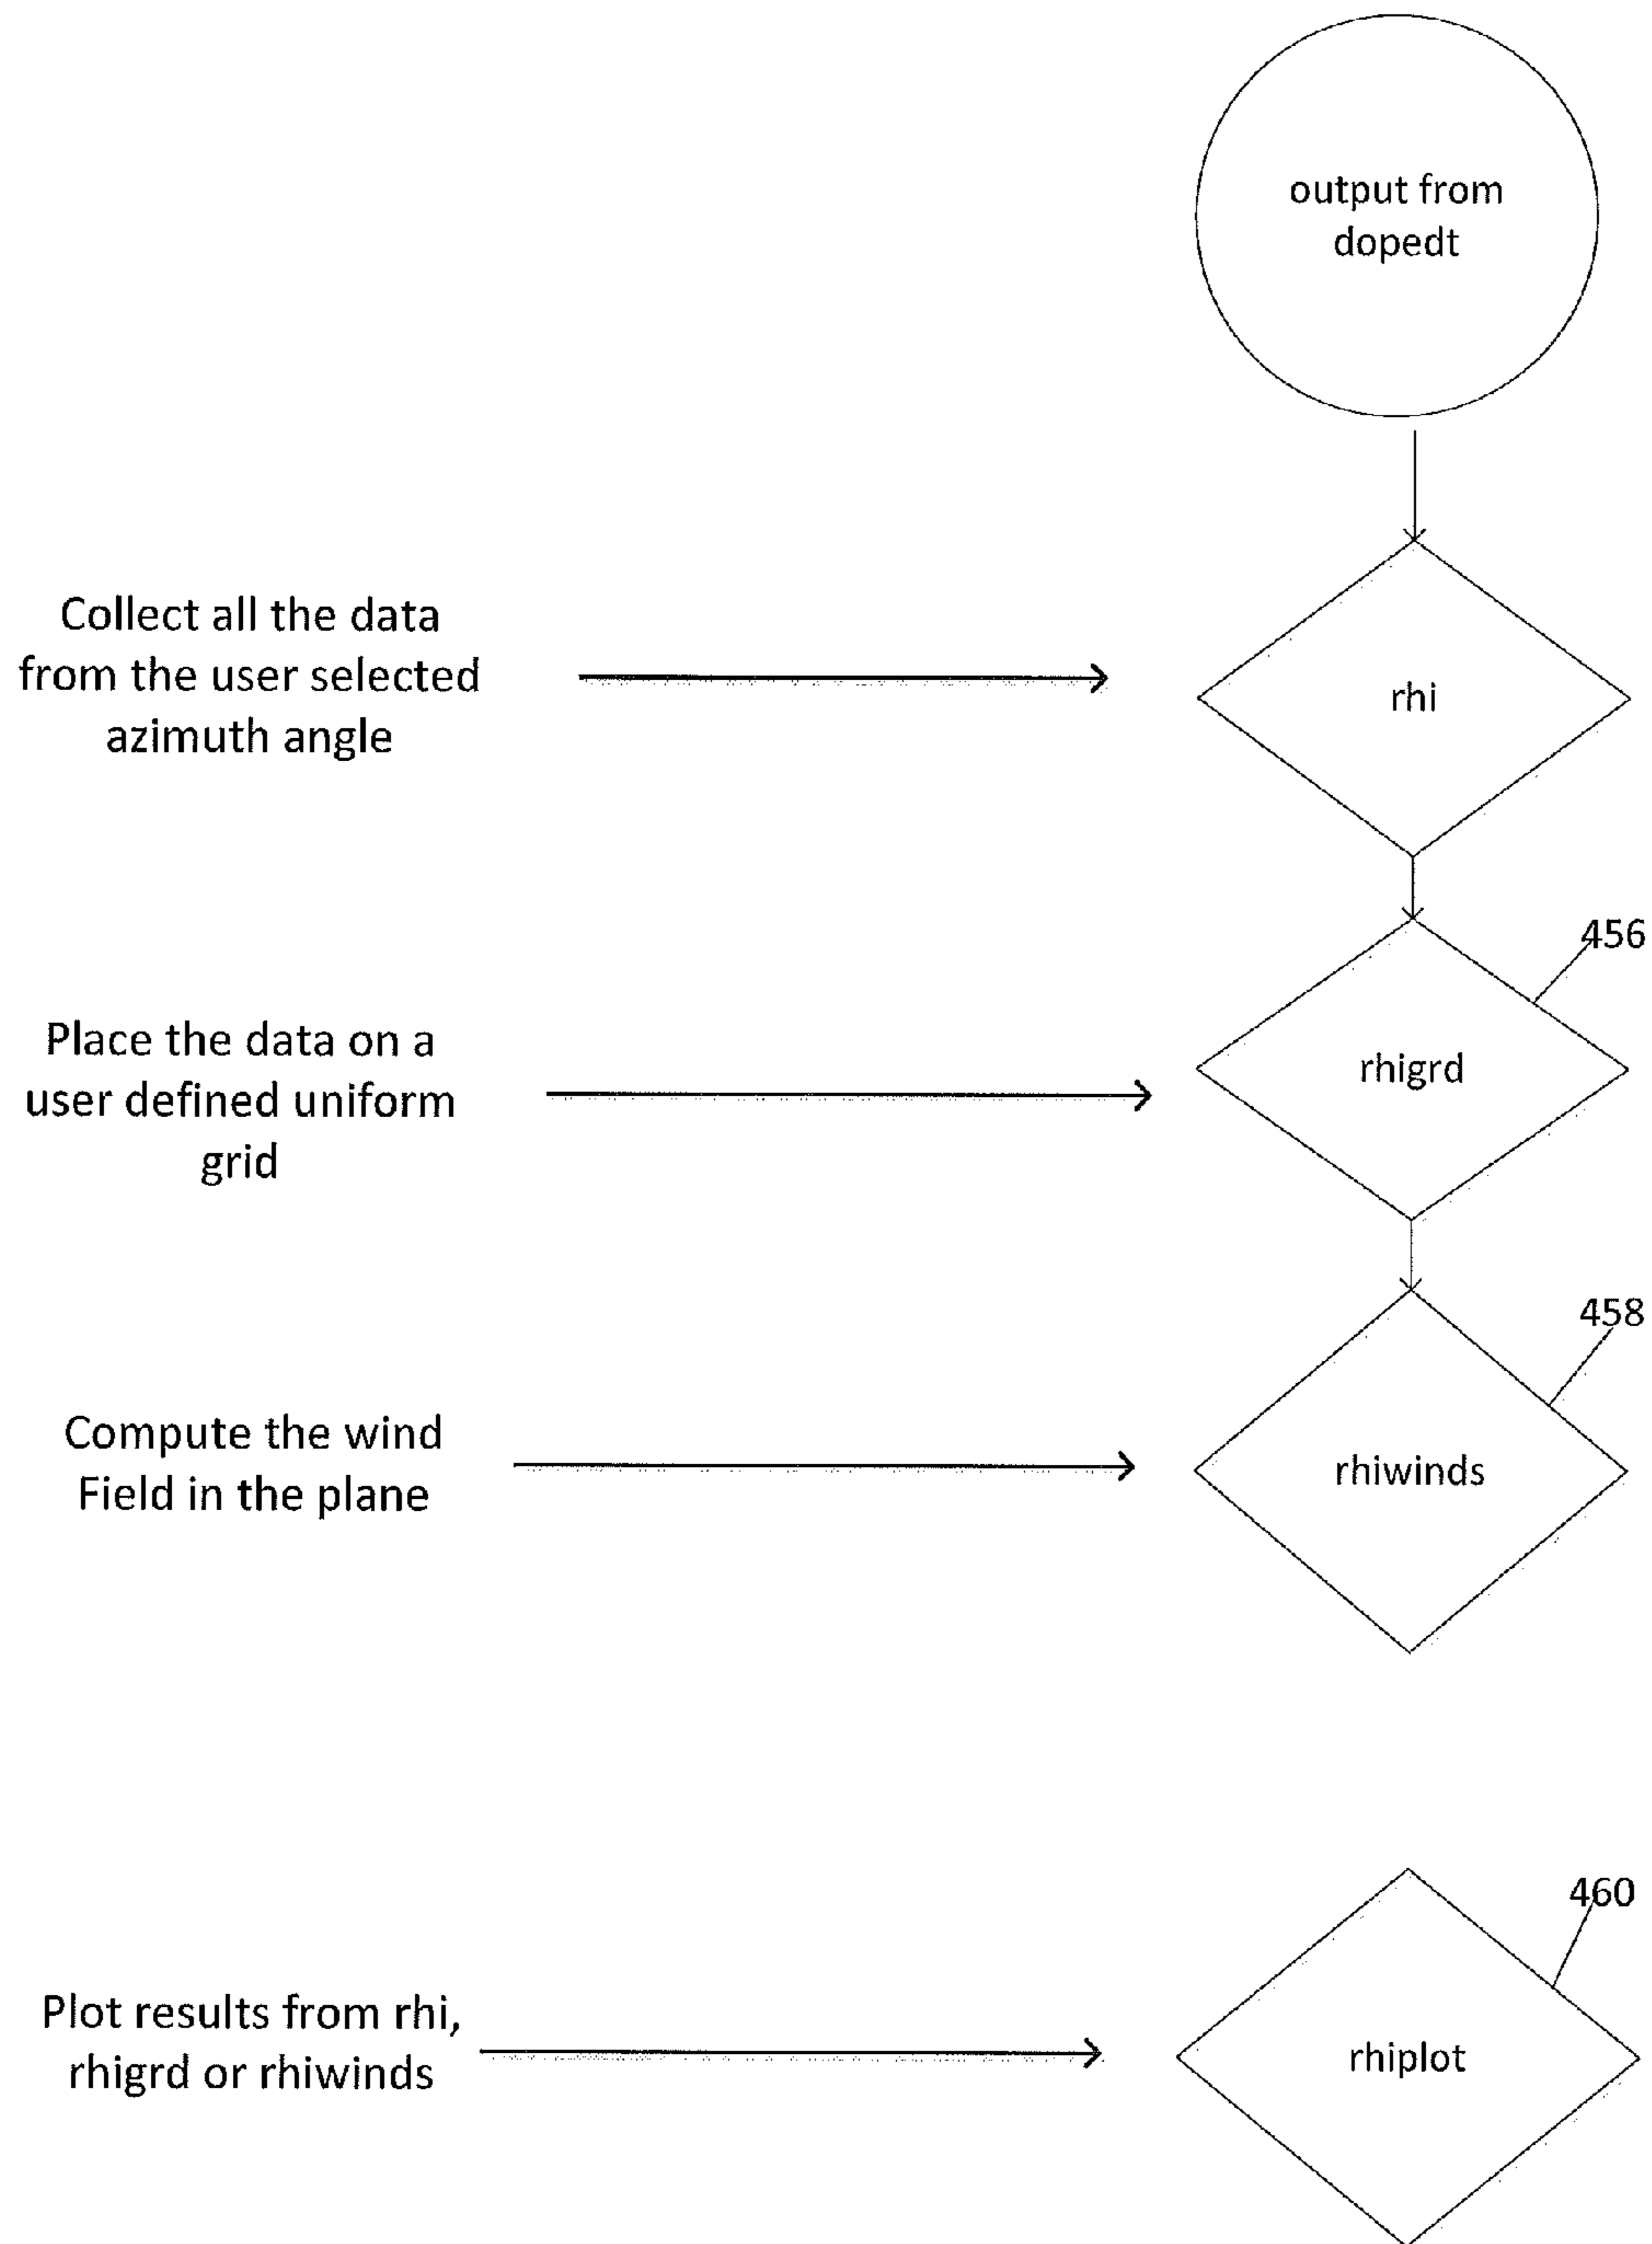 output from
dopedt
Collect all the data
from the user selected
azimuth angle
rhi
456
Place the data on a
user defined uniform
grid
rhigrd
458
Compute the wind
Field in the plane
rhiwinds
460
Plot results from rhi,
rhigrd or rhiwinds
rhiplot